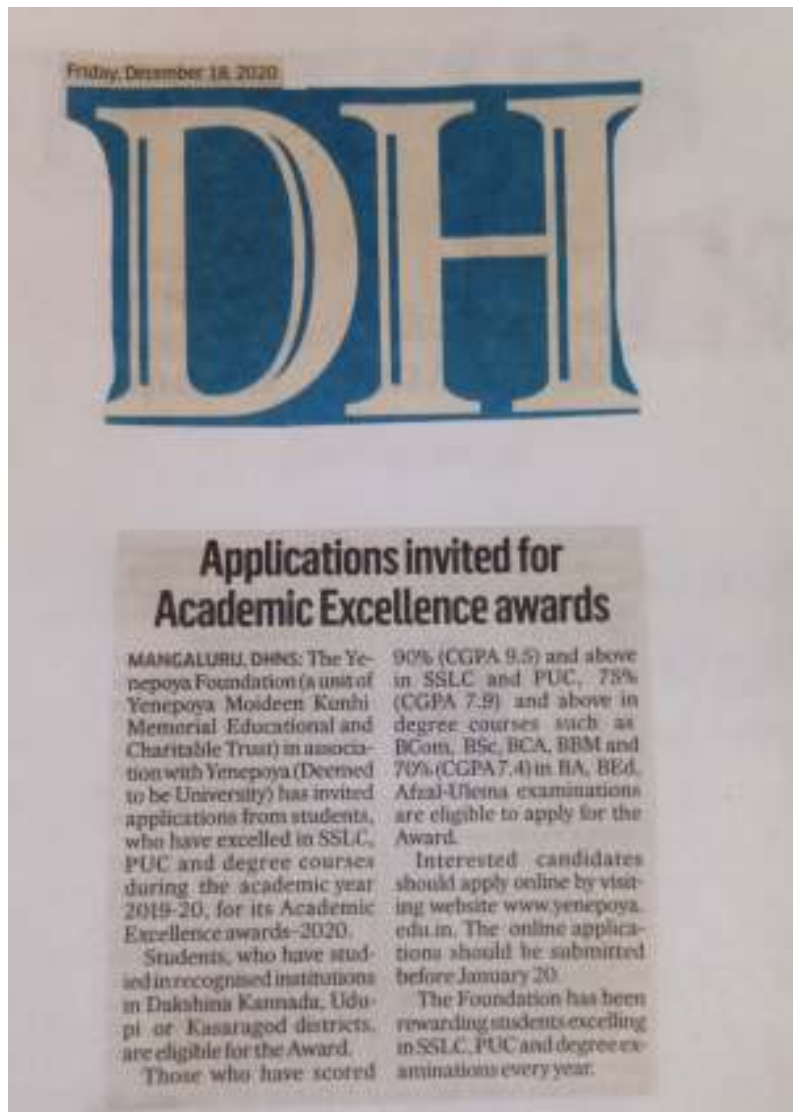 Friday, December 18, 2020
DH
Applications invited for
Academic Excellence awards
MANGALURU, DHNS: The Ye-
nepoya Foundation (a unit of
Yenepoya Moideen Kunhi
Memorial Educational and
Charitable Trust) in associa-
tion with Yenepoya (Deemed
to be University) has invited
applications from students,
who have excelled in SSLC,
PUC and degree courses
during the academic year
2019-20, for its Academic
Excellence awards-2020.
Students, who have stud-
ied in recognised institutions
in Dakshina Kannada, Udu-
pi or Kasaragod districts,
are eligible for the Award.
Those who have scored
90% (CGPA 9.5) and above
in SSLC and PUC, 75%
(CGPA 7.9) and above in
degree courses such as
BCom, BSc, BCA, BBM and
70% (CGPA 7.4) in BA, BEd,
Afzal-Ulema examinations
are eligible to apply for the
Award.
Interested candidates
should apply online by visit-
ing website www.yenepoya.
edu.in. The online applica-
tions should be submitted
before January 20.
The Foundation has been
rewarding students excelling
in SSLC, PUC and degree ex-
aminations every year.